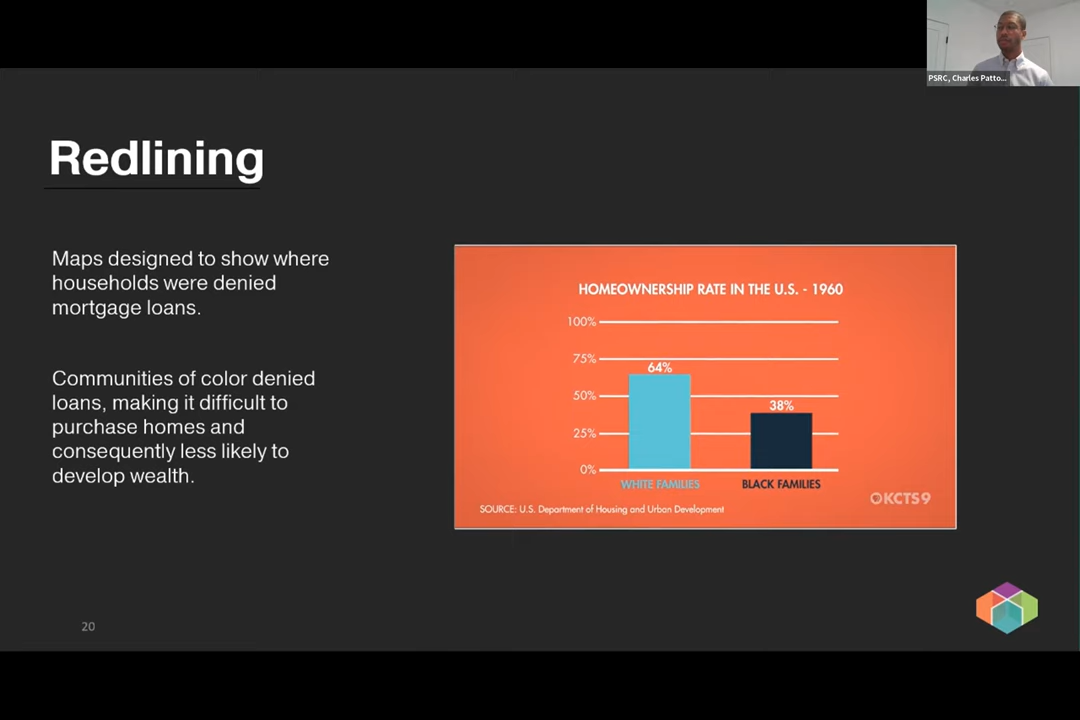 PSRC, Charles Patto...
Redlining
Maps designed to show where
households were denied
mortgage loans.
Communities of color denied
loans, making it difficult to
purchase homes and
consequently less likely to
develop wealth.
HOMEOWNERSHIP RATE IN THE U.S. - 1960
100%
75%
64%
50%
38%
25%
0%
WHITE FAMILIES
BLACK FAMILIES
KCTS9
SOURCE: U.S. Department of Housing and Urban Development
20